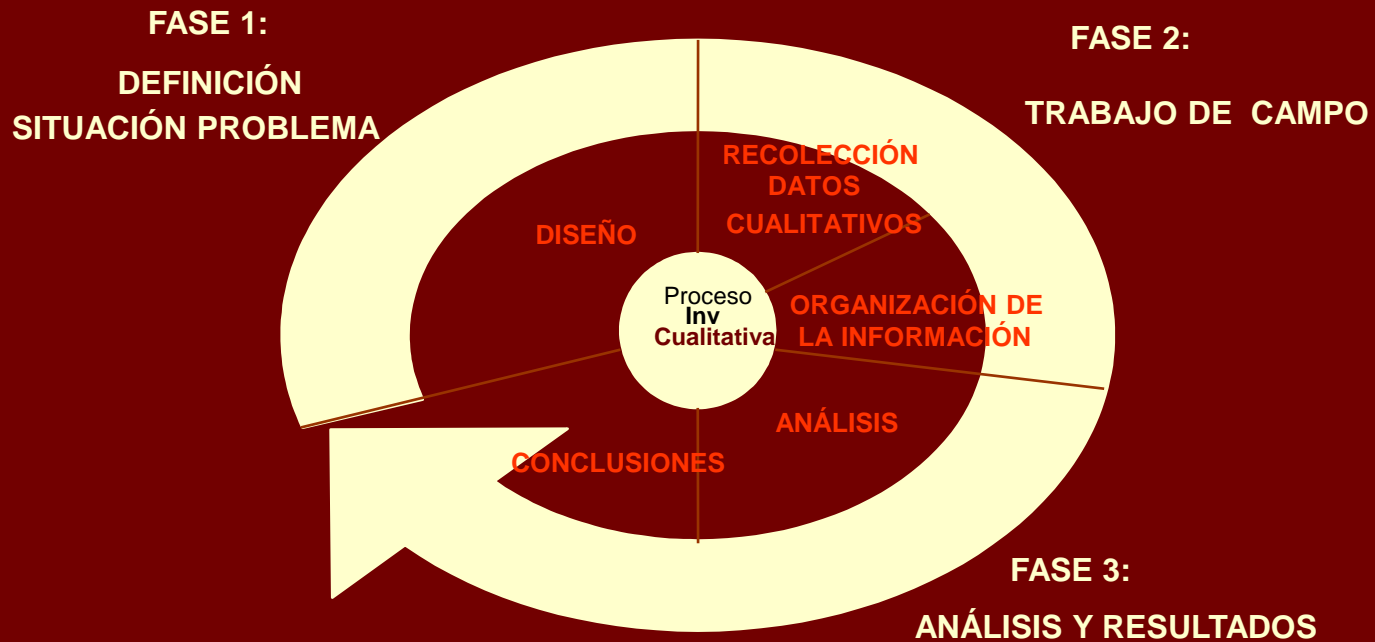 FASE 1:
DEFINICIÓN
SITUACIÓN PROBLEMA
FASE 2:
TRABAJO DE CAMPO
RECOLECCIÓN
DATOS
CUALITATIVOS
DISEÑO
Proceso
Inv
Cualitativa
ORGANIZACIÓN DE
LA INFORMACIÓN
ANÁLISIS
CONCLUSIONES
FASE 3:
ANÁLISIS Y RESULTADOS